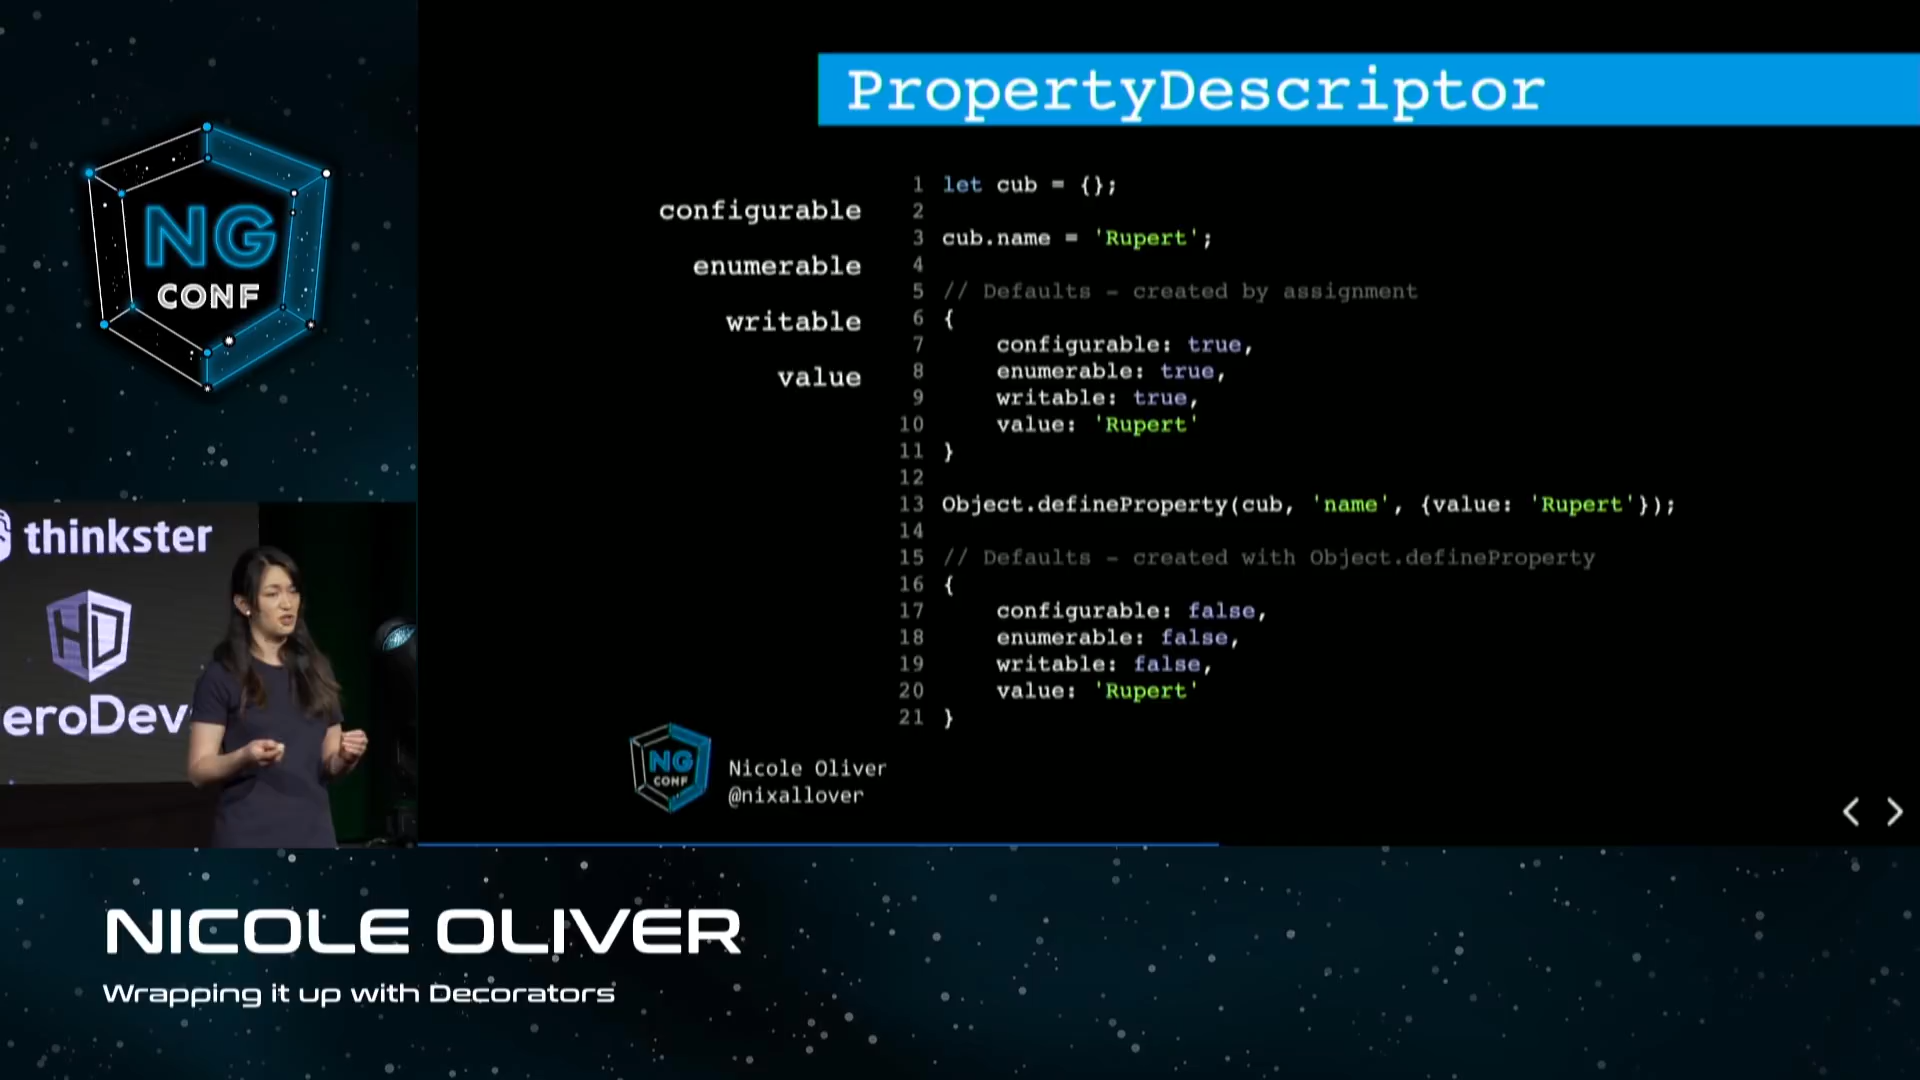 NG
CONF
PropertyDescriptor
configurable
enumerable
writable
value
1 let cub = {};
2
3 cub.name = 'Rupert';
4
5 // Defaults - created by assignment
6 {
7 configurable: true,
8 enumerable: true,
9 writable: true,
10 value: 'Rupert'
11 }
12
13 Object.defineProperty(cub, 'name', {value: 'Rupert'});
14
15 // Defaults - created with Object.defineProperty
16 {
17 configurable: false,
18 enumerable: false,
19 writable: false,
20 value: 'Rupert'
21 }
NG
CONF
Nicole Oliver
@nixallover
thinkster
HD
eroDev
NICOLE OLIVER
Wrapping it up with Decorators